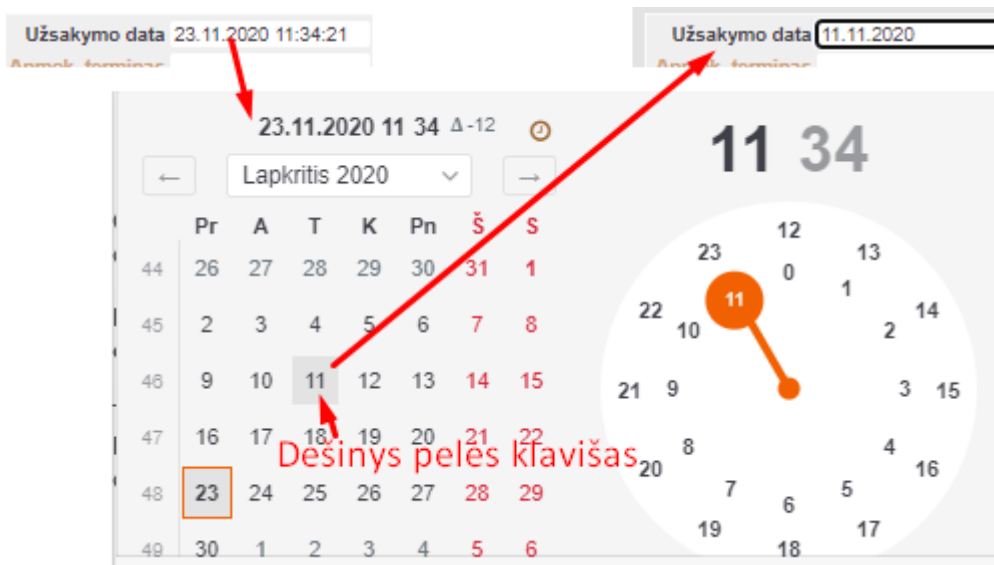 Užsakymo data 23.11.2020 11:34:21
Užsakymo data 11.11.2020
Apmok. terminas
Apmok. terminas
23.11.2020 11 34 Δ -12
11 34
← Lapkritis 2020 →
Pr A T K Pn Š S
44 26 27 28 29 30 31 1
45 2 3 4 5 6 7 8
46 9 10 11 12 13 14 15
47 16 17 18 19 20 21 22
Dešinys pelės klavišas
48 23 24 25 26 27 28 29
49 30 1 2 3 4 5 6
12
23 13
0
11 1
22 14
10 2
21 9 3 15
8 4
20 16
7 5
6
19 17
18